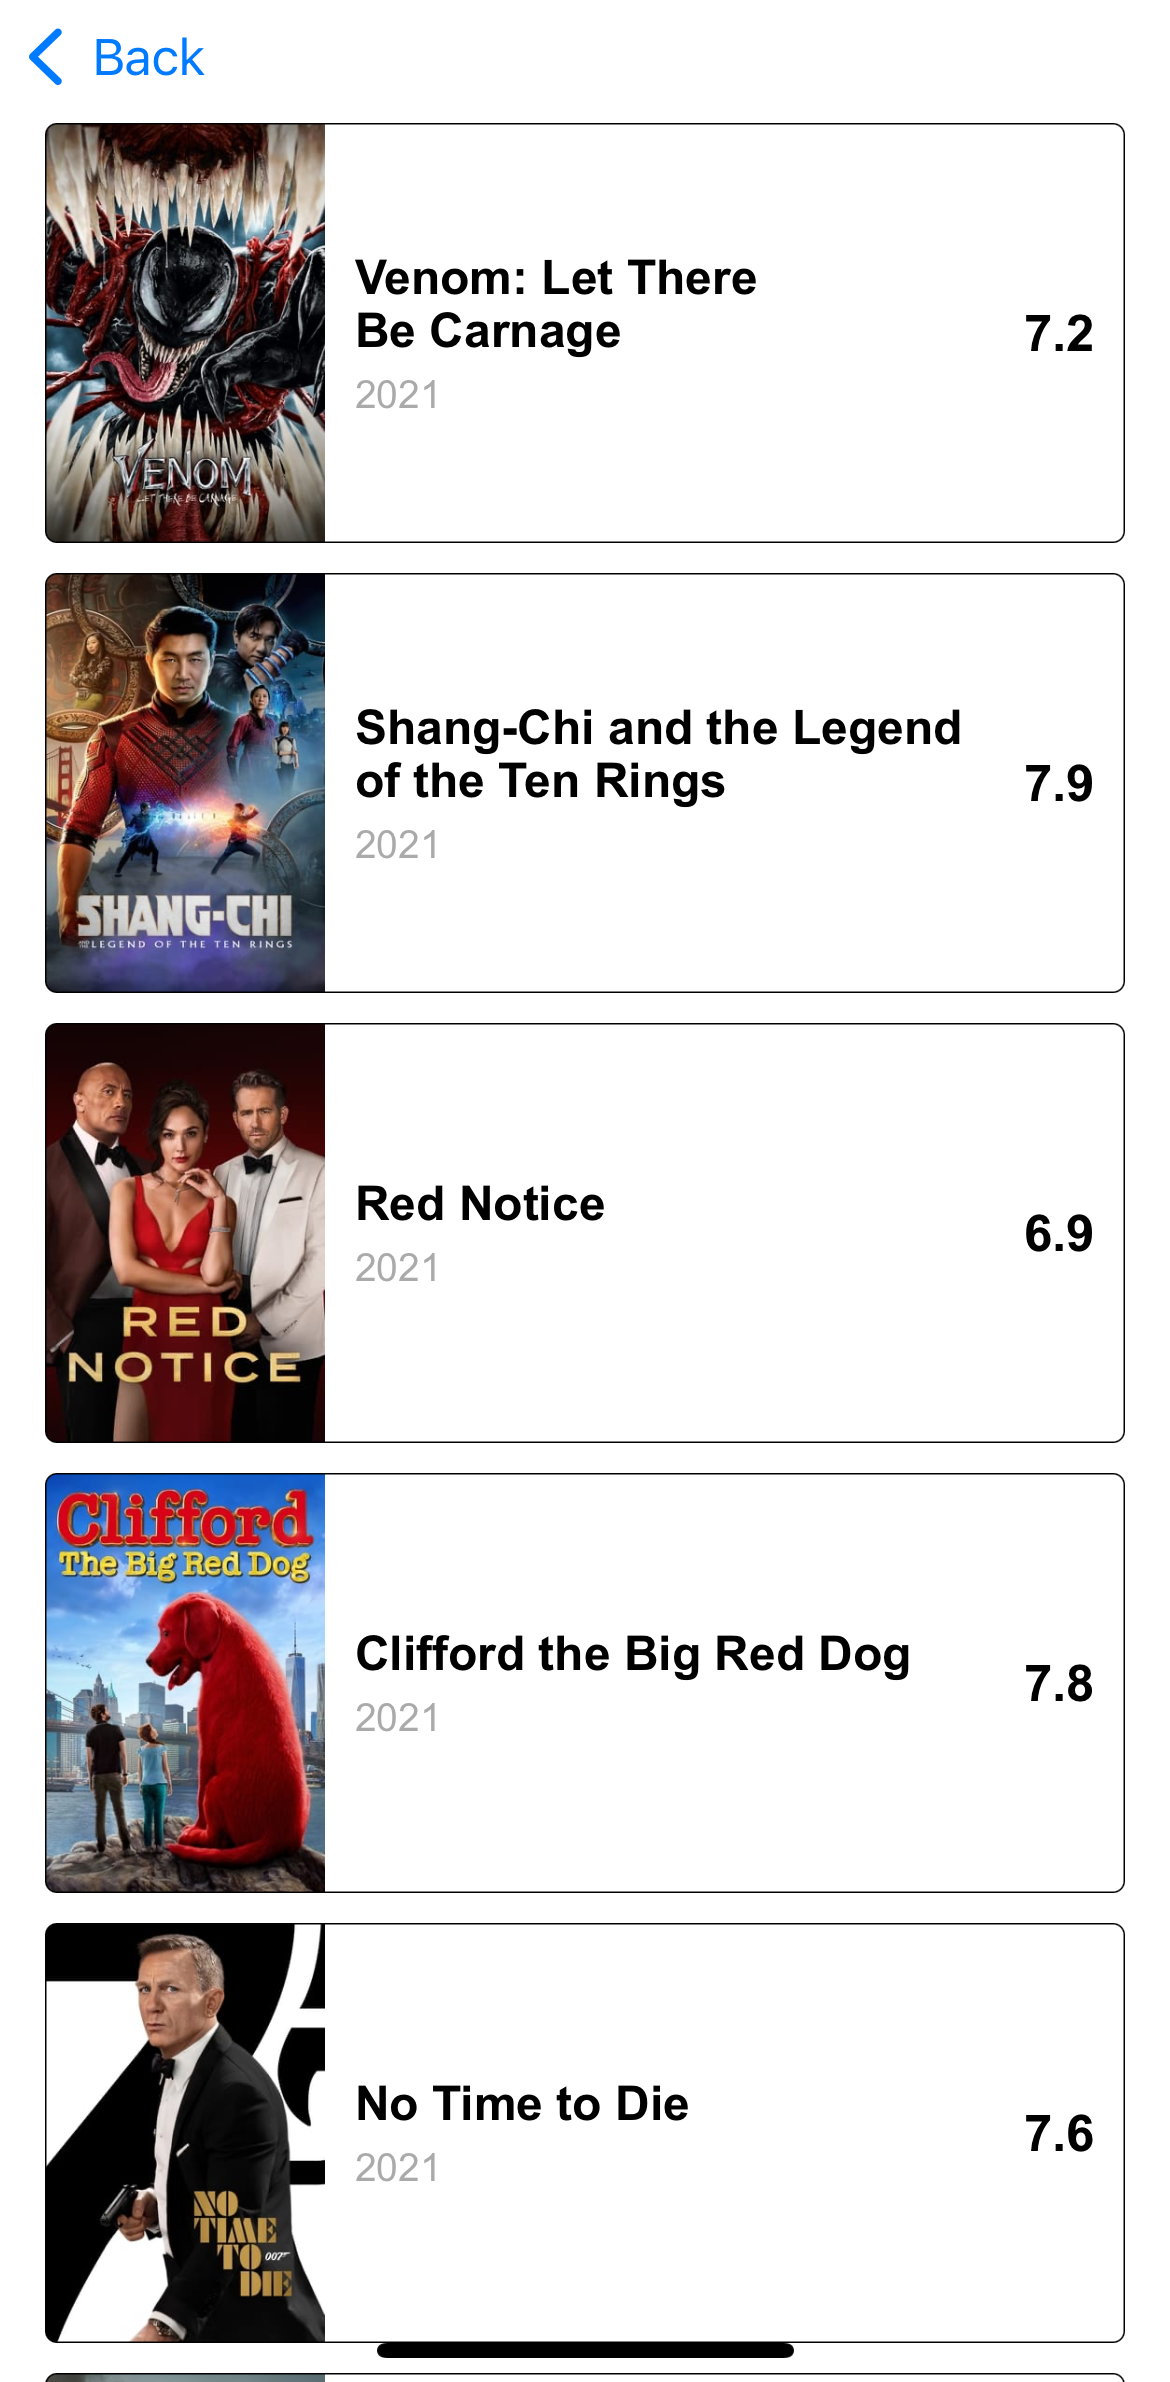 Back
VENOM
LET THERE BE CARNAGE
Venom: Let There
Be Carnage
2021
7.2
SHANG-CHI
AND THE LEGEND OF THE TEN RINGS
Shang-Chi and the Legend
of the Ten Rings
2021
7.9
RED
NOTICE
Red Notice
2021
6.9
Clifford
The Big Red Dog
Clifford the Big Red Dog
2021
7.8
NO
TIME
TO 007
DIE
No Time to Die
2021
7.6